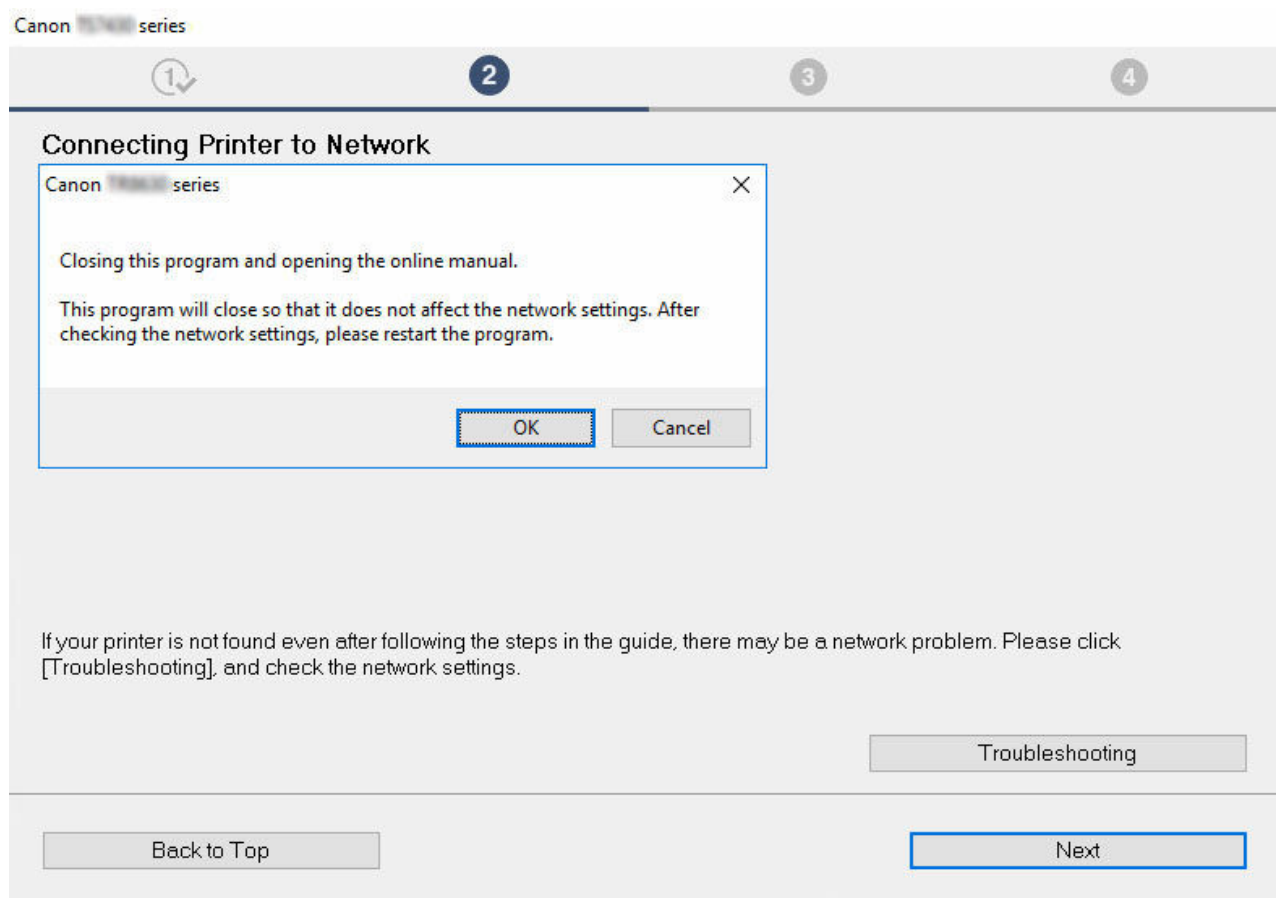 Canon series
1
2
3
4
Connecting Printer to Network
Canon series
Closing this program and opening the online manual.
This program will close so that it does not affect the network settings. After
checking the network settings, please restart the program.
OK
Cancel
If your printer is not found even after following the steps in the guide, there may be a network problem. Please click
[Troubleshooting], and check the network settings.
Troubleshooting
Back to Top
Next